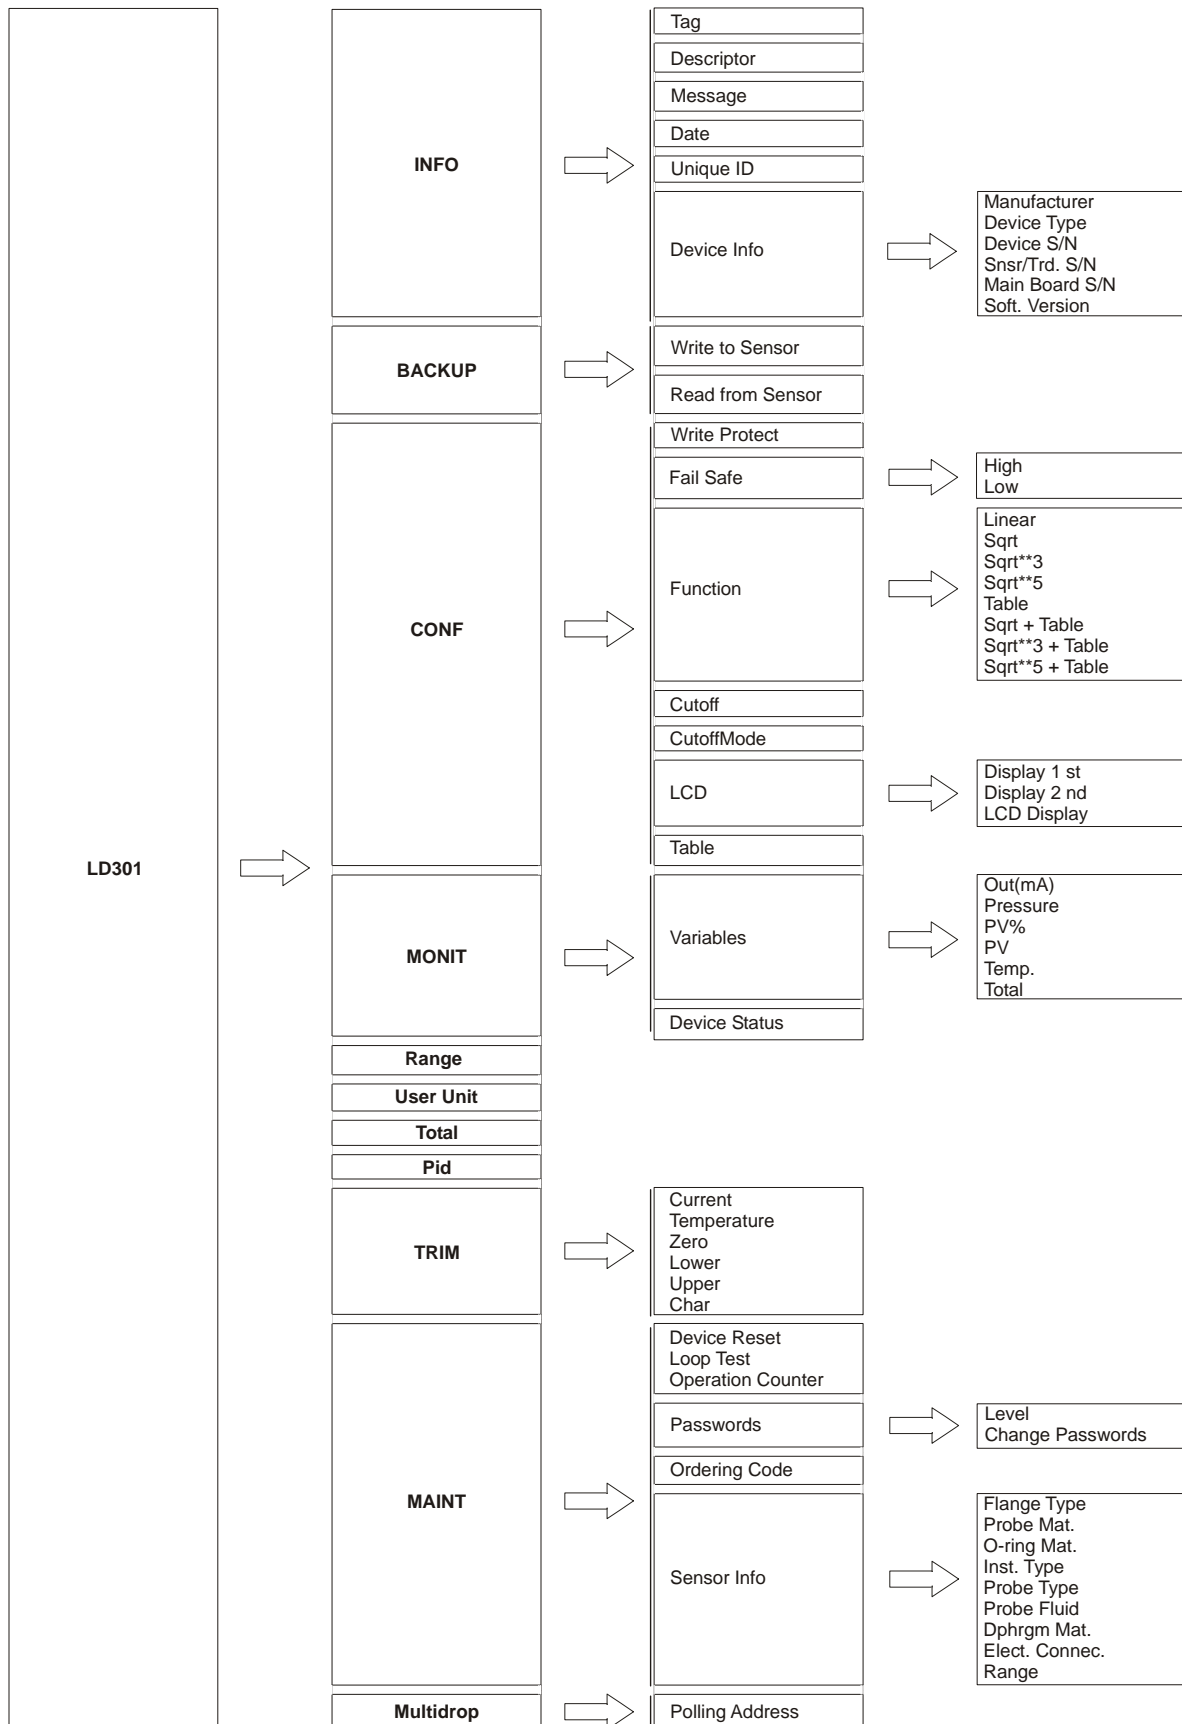 Tag
Descriptor
Message
Date
INFO
Unique ID
Device Info
Manufacturer
Device Type
Device S/N
Snsr/Trd. S/N
Main Board S/N
Soft. Version
BACKUP
Write to Sensor
Read from Sensor
CONF
Write Protect
Fail Safe
High
Low
Function
Linear
Sqrt
Sqrt**3
Sqrt**5
Table
Sqrt + Table
Sqrt**3 + Table
Sqrt**5 + Table
Cutoff
CutoffMode
LCD
Display 1 st
Display 2 nd
LCD Display
Table
LD301
MONIT
Variables
Out(mA)
Pressure
PV%
PV
Temp.
Total
Device Status
Range
User Unit
Total
Pid
TRIM
Current
Temperature
Zero
Lower
Upper
Char
MAINT
Device Reset
Loop Test
Operation Counter
Passwords
Level
Change Passwords
Ordering Code
Sensor Info
Flange Type
Probe Mat.
O-ring Mat.
Inst. Type
Probe Type
Probe Fluid
Dphrgm Mat.
Elect. Connec.
Range
Multidrop
Polling Address